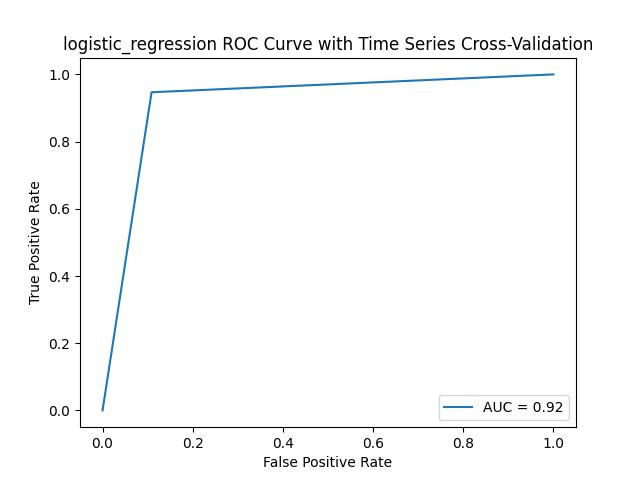 logistic_regression ROC Curve with Time Series Cross-Validation
1.0
0.8
0.6
0.4
0.2
0.0
True Positive Rate
AUC = 0.92
0.0 0.2 0.4 0.6 0.8 1.0
False Positive Rate